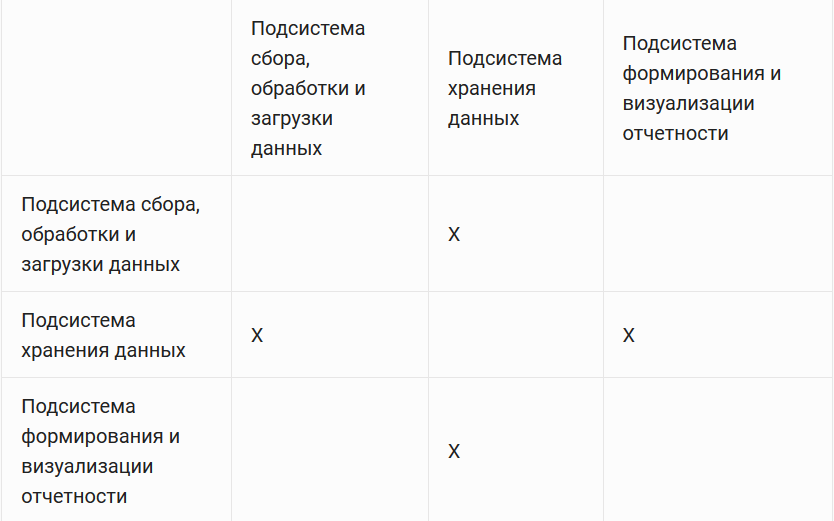 Подсистема
сбора,
обработки и
загрузки
данных
Подсистема
хранения
данных
Подсистема
формирования и
визуализации
отчетности
Подсистема сбора,
обработки и
загрузки данных
X
Подсистема
хранения данных
X
X
Подсистема
формирования и
визуализации
отчетности
X